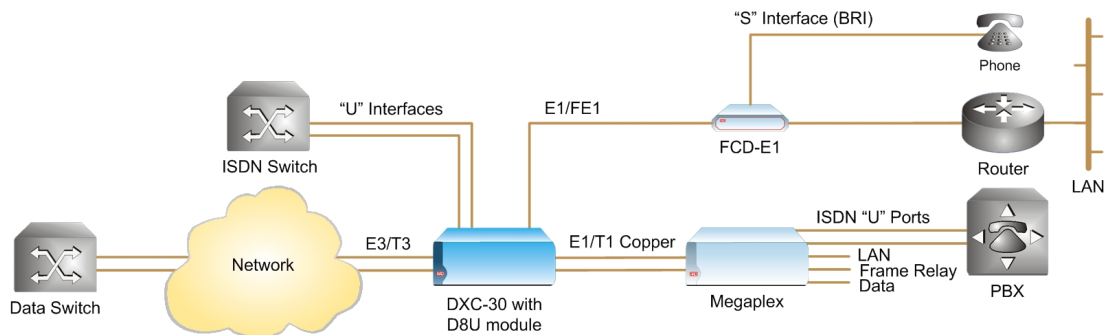 “S” Interface (BRI)
Phone
“U” Interfaces
E1/FE1
ISDN Switch
FCD-E1
Router
LAN
ISDN “U” Ports
E3/T3
E1/T1 Copper
LAN
Frame Relay
Data
Network
Data Switch
DXC-30 with
D8U module
Megaplex
PBX